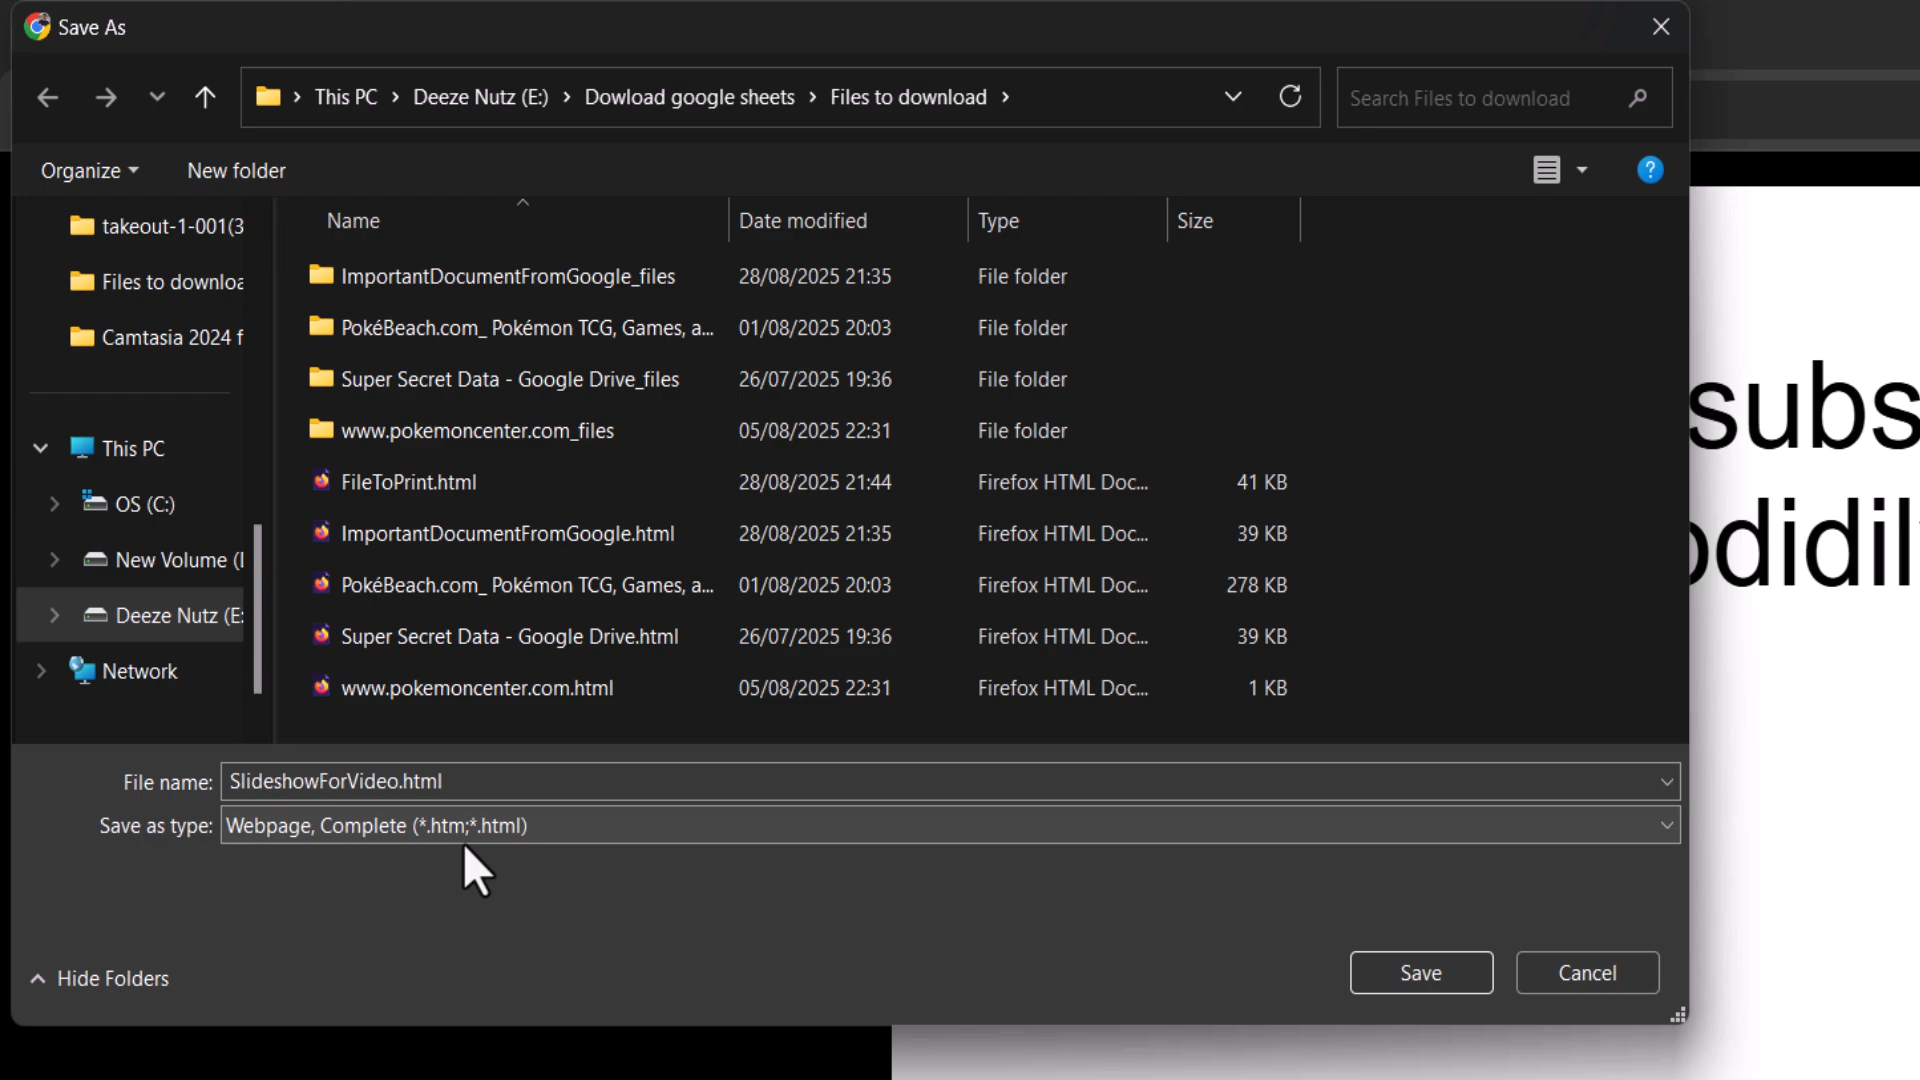 Save As
This PC > Deeze Nutz (E:) > Dowload google sheets > Files to download >
Search Files to download
Organize
New folder
?
takeout-1-001(3
Files to downloa
Camtasia 2024 f
This PC
OS (C:)
New Volume (
Deeze Nutz (E:
Network
Name Date modified Type Size
ImportantDocumentFromGoogle_files 28/08/2025 21:35 File folder
PokéBeach.com_ Pokémon TCG, Games, a... 01/08/2025 20:03 File folder
Super Secret Data - Google Drive_files 26/07/2025 19:36 File folder
www.pokemoncenter.com_files 05/08/2025 22:31 File folder
FileToPrint.html 28/08/2025 21:44 Firefox HTML Doc... 41 KB
ImportantDocumentFromGoogle.html 28/08/2025 21:35 Firefox HTML Doc... 39 KB
PokéBeach.com_ Pokémon TCG, Games, a... 01/08/2025 20:03 Firefox HTML Doc... 278 KB
Super Secret Data - Google Drive.html 26/07/2025 19:36 Firefox HTML Doc... 39 KB
www.pokemoncenter.com.html 05/08/2025 22:31 Firefox HTML Doc... 1 KB
subs
odidil
File name: SlideshowForVideo.html
Save as type: Webpage, Complete (*.htm;*.html)
Hide Folders
Save
Cancel